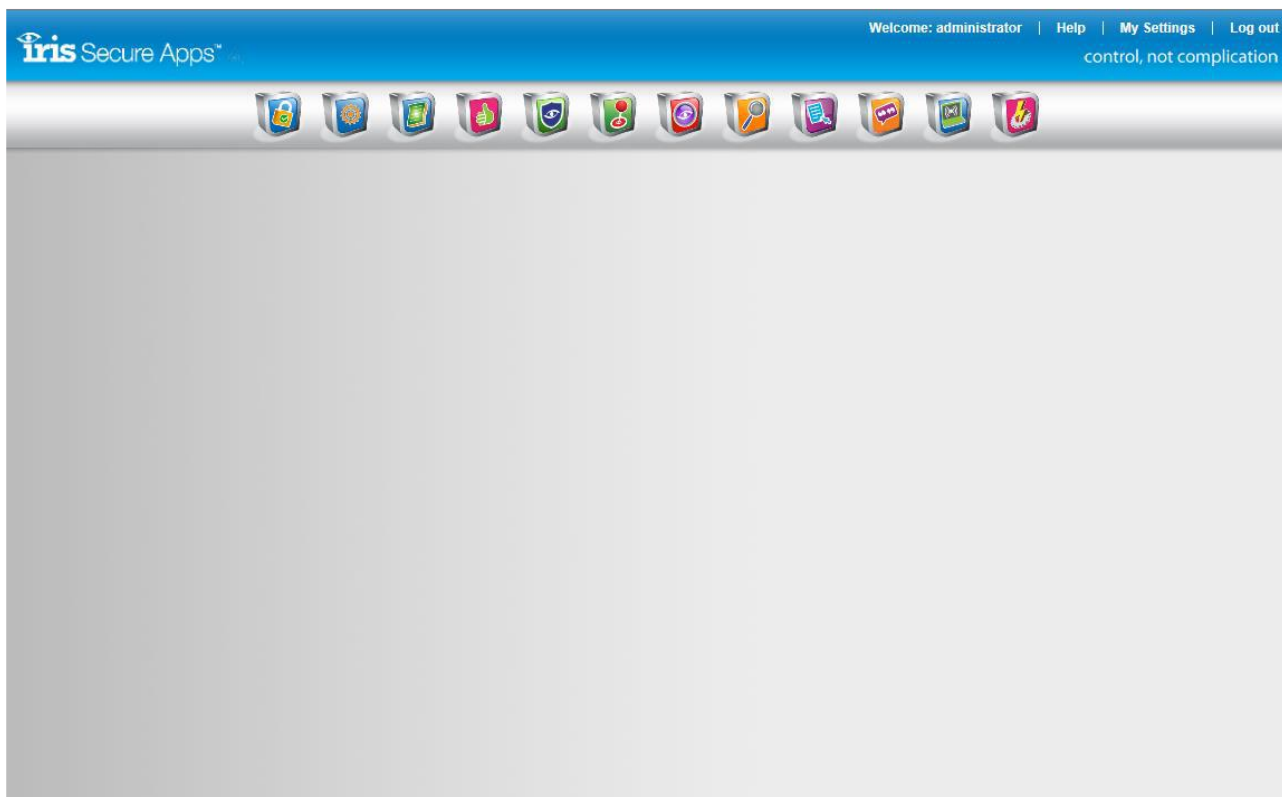 Welcome: administrator | Help | My Settings | Log out
iris Secure Apps™
control, not complication